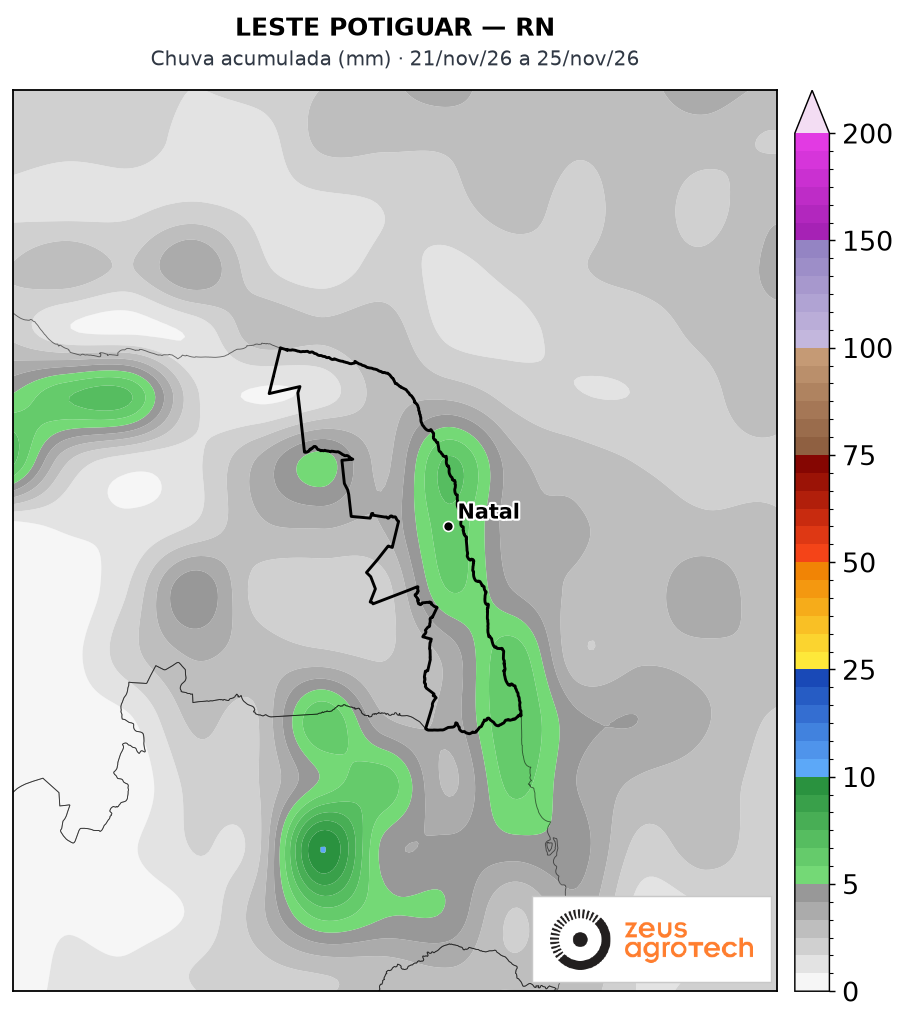 LESTE POTIGUAR — RN
Chuva acumulada (mm) · 21/nov/26 a 25/nov/26
200
150
100
75
50
25
10
5
0
Natal
zeus
agrotech